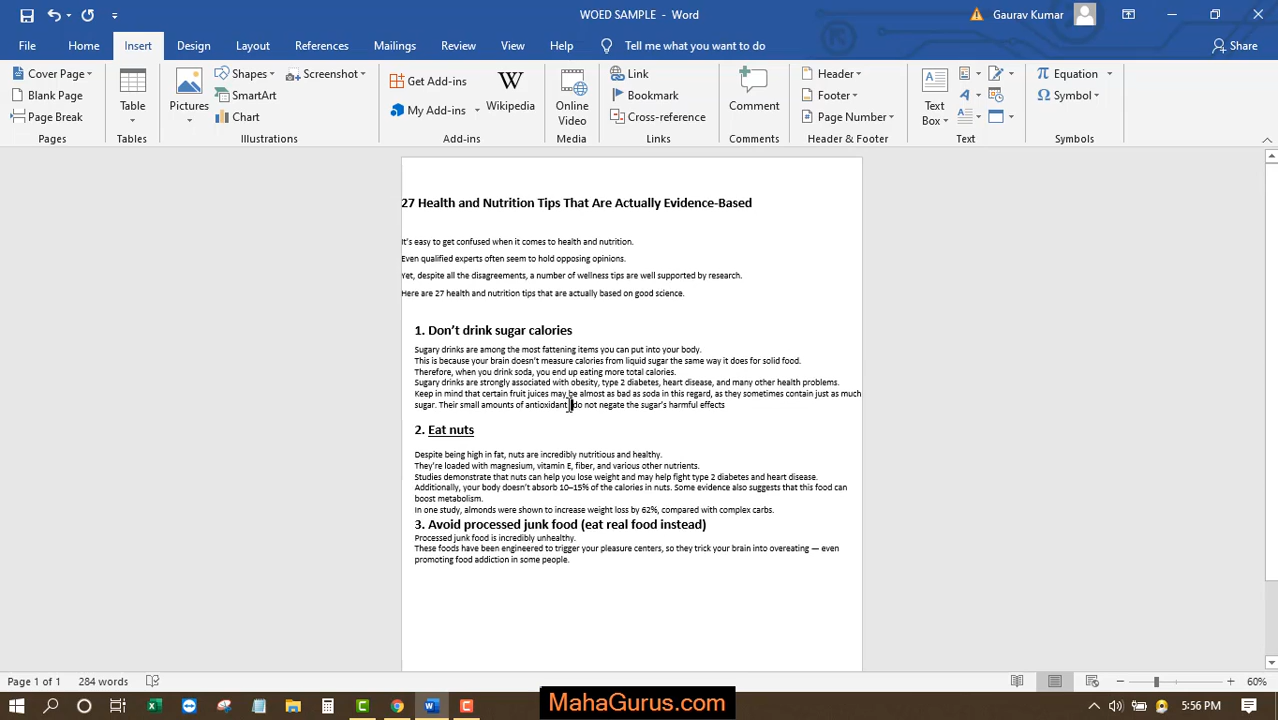 WOED SAMPLE - Word
Gaurav Kumar
File Home Insert Design Layout References Mailings Review View Help Tell me what you want to do
Share
Cover Page
Blank Page
Page Break
Pages
Table
Tables
Pictures
Shapes
SmartArt
Chart
Screenshot
Illustrations
Get Add-ins
My Add-ins
W
Wikipedia
Add-ins
Online
Video
Media
Link
Bookmark
Cross-reference
Links
Comment
Comments
Header
Footer
Page Number
Header & Footer
Text
Box
Text
Equation
Symbol
Symbols
27 Health and Nutrition Tips That Are Actually Evidence-Based
It's easy to get confused when it comes to health and nutrition.
Even qualified experts often seem to hold opposing opinions.
Yet, despite all the disagreements, a number of wellness tips are well supported by research.
Here are 27 health and nutrition tips that are actually based on good science.
1. Don't drink sugar calories
Sugary drinks are among the most fattening items you can put into your body.
This is because your brain doesn't measure calories from liquid sugar the same way it does for solid food.
Therefore, when you drink soda, you end up eating more total calories.
Sugary drinks are strongly associated with obesity, type 2 diabetes, heart disease, and many other health problems.
Keep in mind that certain fruit juices may be almost as bad as soda in this regard, as they sometimes contain just as much
sugar. Their small amounts of antioxidant do not negate the sugar's harmful effects
2. Eat nuts
Despite being high in fat, nuts are incredibly nutritious and healthy.
They're loaded with magnesium, vitamin E, fiber, and various other nutrients.
Studies demonstrate that nuts can help you lose weight and may help fight type 2 diabetes and heart disease.
Additionally, your body doesn't absorb 10–15% of the calories in nuts. Some evidence also suggests that this food can
boost metabolism.
In one study, almonds were shown to increase weight loss by 62%, compared with complex carbs.
3. Avoid processed junk food (eat real food instead)
Processed junk food is incredibly unhealthy.
These foods have been engineered to trigger your pleasure centers, so they trick your brain into overeating — even
promoting food addiction in some people.
Page 1 of 1 284 words
60%
MahaGurus.com
5:56 PM